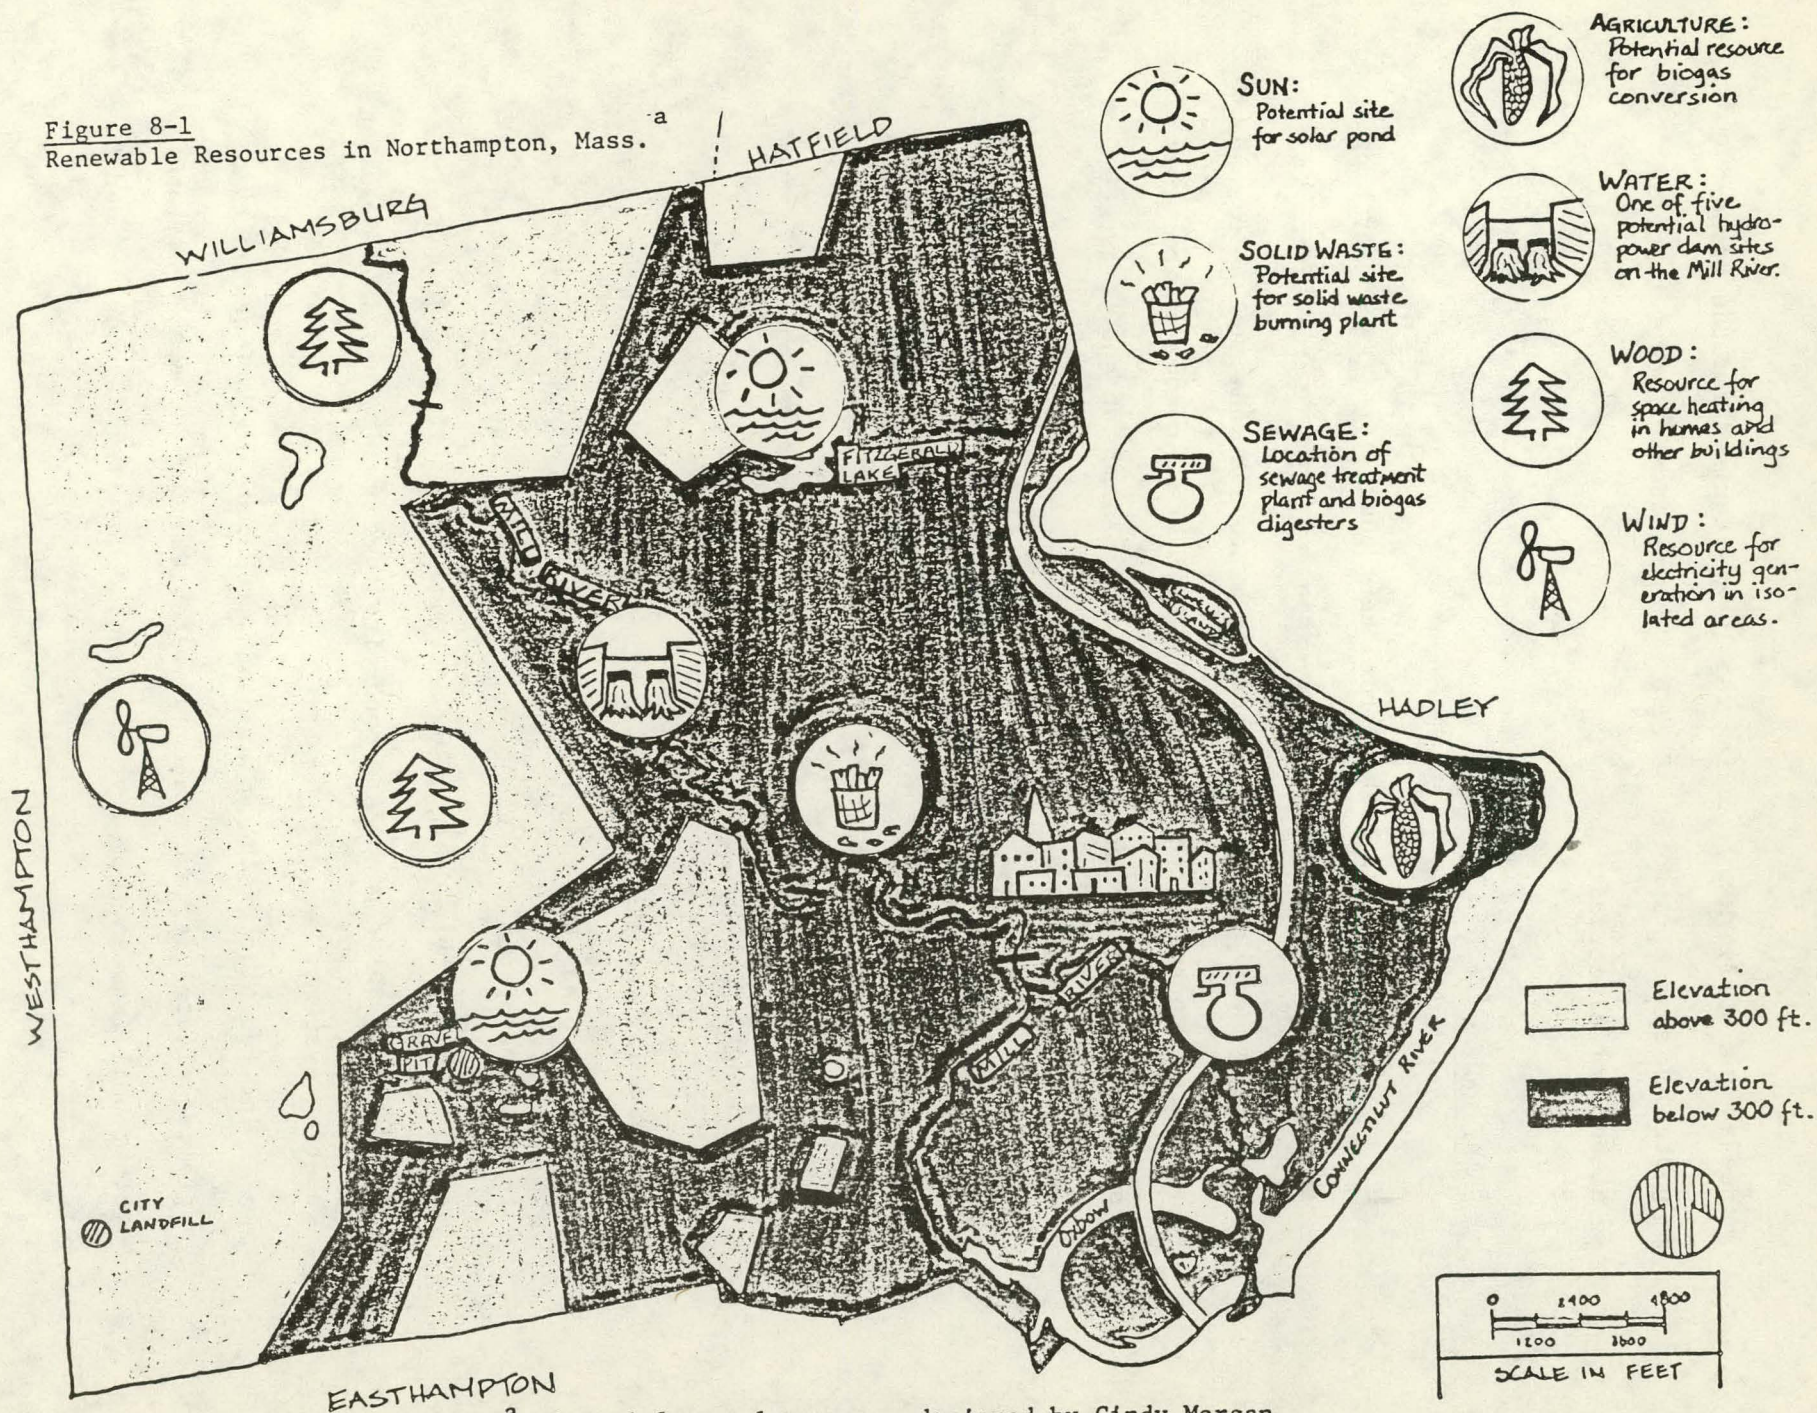 Figure 8-1
Renewable Resources in Northampton, Mass. a
WILLIAMSBURG
HATFIELD
SUN:
Potential site
for solar pond
SOLID WASTE:
Potential site
for solid waste
burning plant
SEWAGE:
Location of
sewage treatment
plant and biogas
digesters
AGRICULTURE:
Potential resource
for biogas
conversion
WATER:
One of five
potential hydro-
power dam sites
on the Mill River.
WOOD:
Resource for
space heating
in homes and
other buildings
WIND:
Resource for
electricity gen-
eration in iso-
lated areas.
FITZGERALD
LAKE
MILL
RIVER
HADLEY
WESTHAMPTON
RIVER
MILL
GRAVEL
PIT
CITY
LANDFILL
Oxbow
CONNECTICUT RIVER
Elevation
above 300 ft.
Elevation
below 300 ft.
0 2400 4800
1200 3600
SCALE IN FEET
EASTHAMPTON
designed by Cindy Morgan